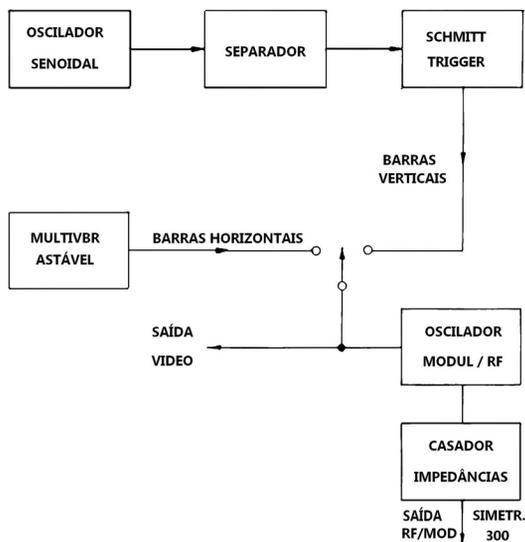 OSCILADOR
SENOIDAL
SEPARADOR
SCHMITT
TRIGGER
BARRAS
VERTICAIS
MULTIVBR
ASTÁVEL
BARRAS HORIZONTAIS
SAÍDA
VIDEO
OSCILADOR
MODUL / RF
CASADOR
IMPEDÂNCIAS
SAÍDA
RF/MOD
SIMETR.
300